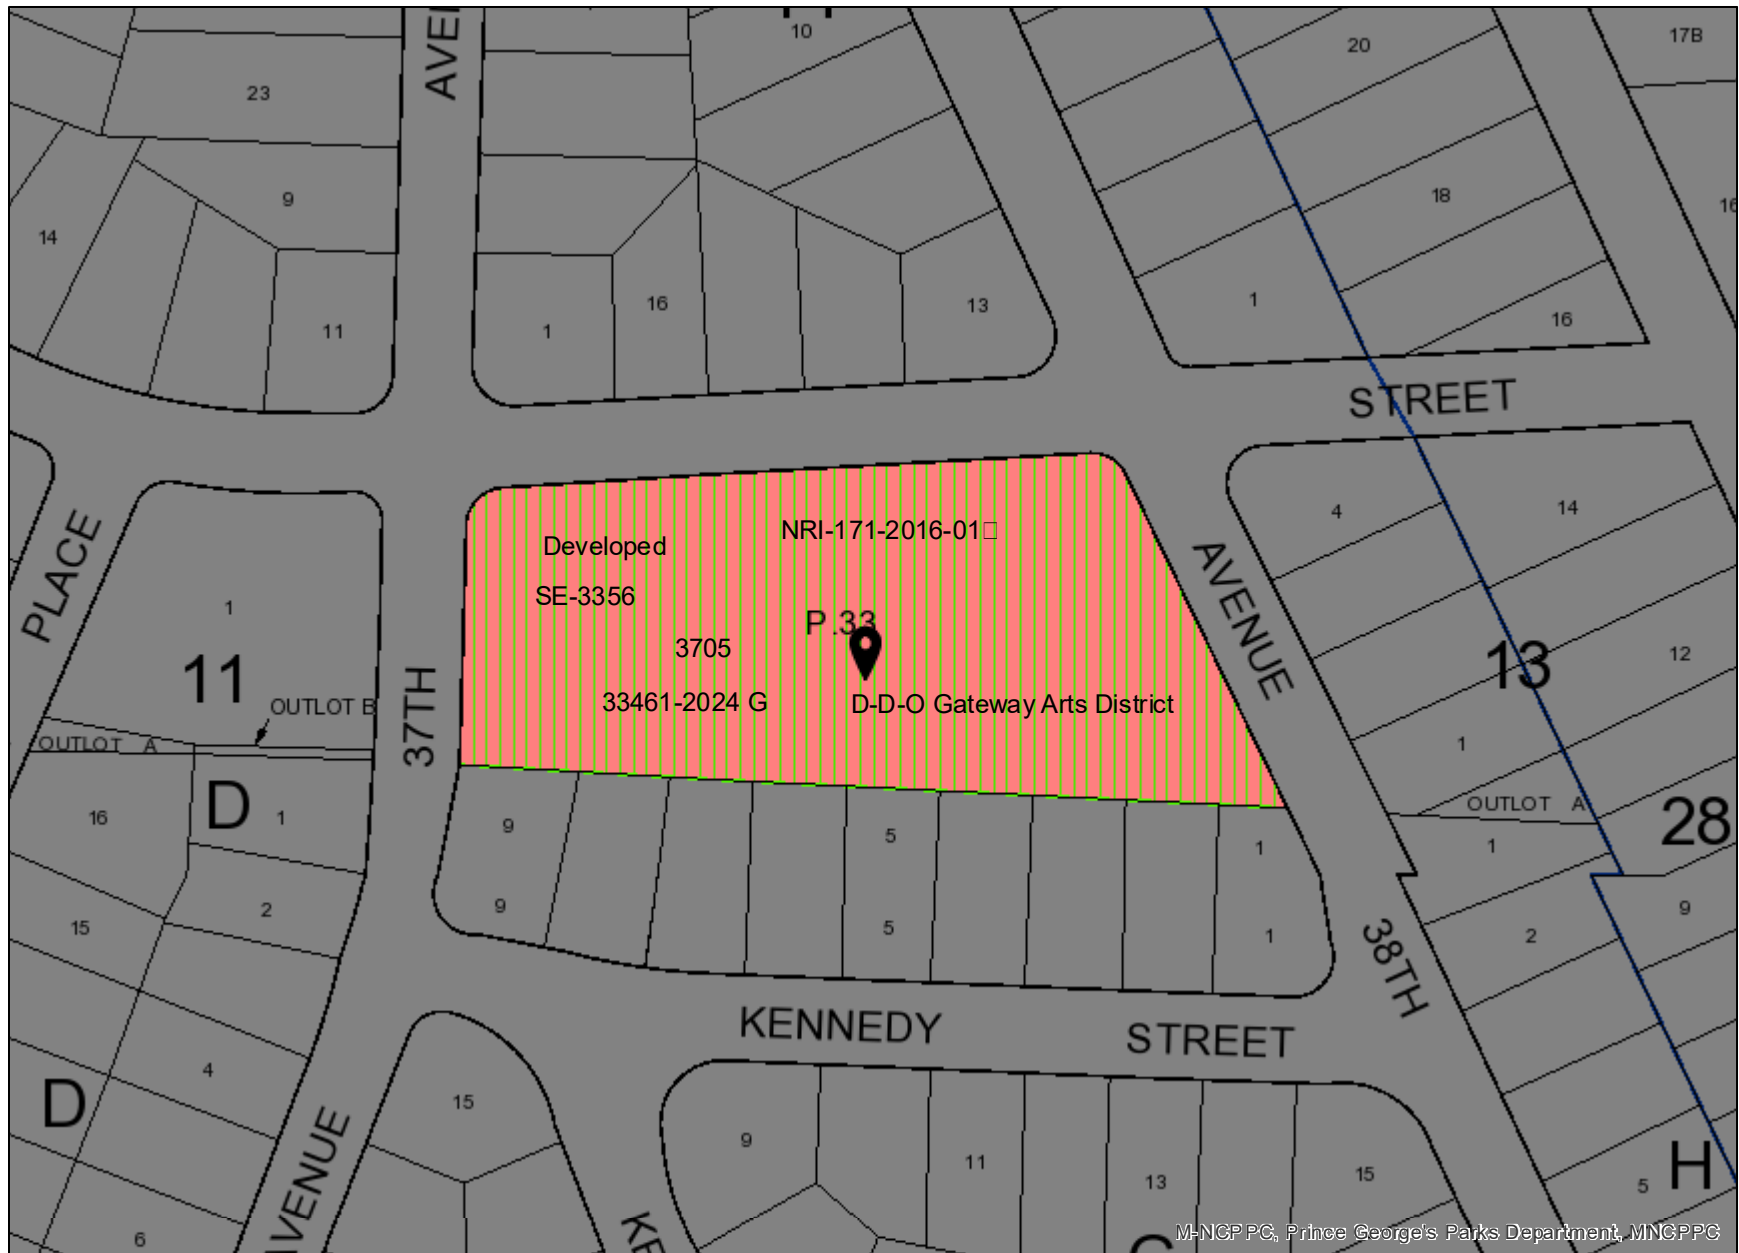 10
20
17B
AVE
23
9
18
14
16
16
13
1
11
1
16
STREET
4
14
NRI-171-2016-01
Developed
SE-3356
PLACE
AVENUE
1
P.33
3705
12
11
13
33461-2024 G
D-D-O Gateway Arts District
OUTLOT B
37TH
OUTLOT A
1
OUTLOT A
D
16
1
9
5
1
1
28
2
9
5
1
9
2
15
38TH
KENNEDY STREET
4
D
15
9
11
13
15
H
5
AVENUE
KE
6
M-NCPPC, Prince George's Parks Department, MNCPPC